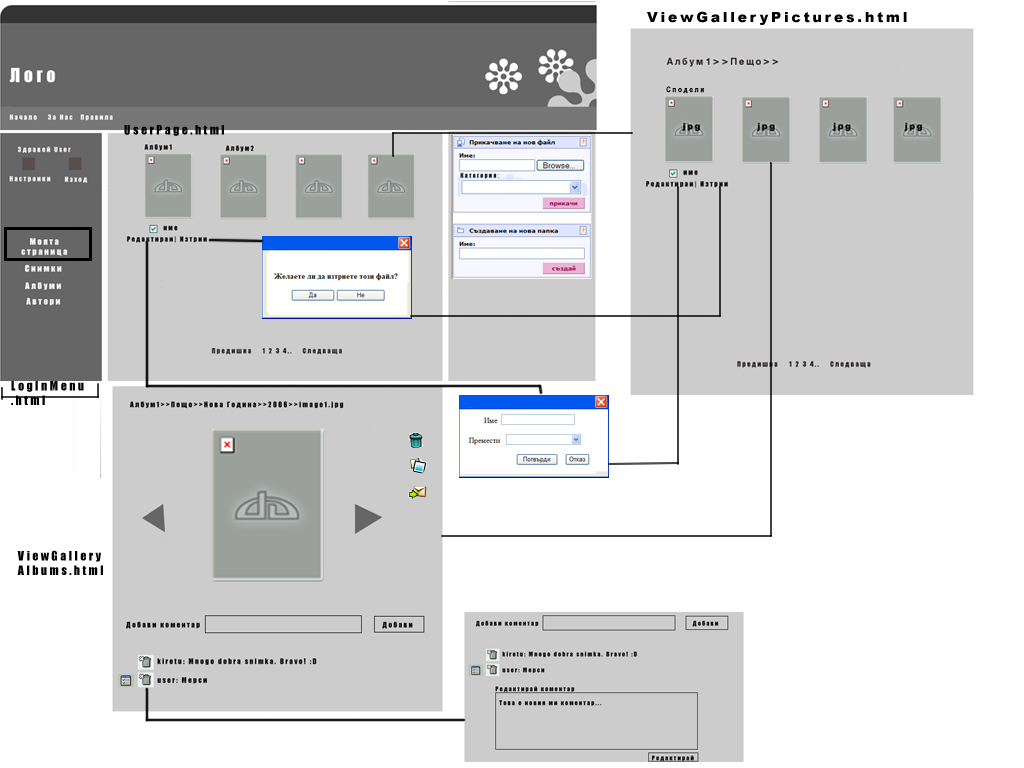 ViewGalleryPictures.html
Лого
Начало За Нас Правила
UserPage.html
Здравей User
Настройки Изход
Моята
страница
Снимки
Албуми
Автори
LogInMenu
.html
Албум1 Албум2
име
Редактирай| Изтрий
Желаете ли да изтриете този файл?
Да Не
Предишна 1 2 3 4.. Следваща
Прикачване на нов файл
Име:
Browse...
Категория:
прикачи
Създаване на нова папка
Име:
създай
Албум1>>Пещо>>
Сподели
jpg jpg jpg jpg
име
Редактирай| Изтрий
Предишна 1 2 3 4.. Следваща
Албум1>>Пещо>>Нова Година>>2006>>image1.jpg
Име
Премести
Потвърди Отказ
ViewGallery
Albums.html
Добави коментар Добави
kirotu: Mnogo dobra snimka. Bravo! :D
user: Мерси
Добави коментар Добави
kirotu: Mnogo dobra snimka. Bravo! :D
user: Мерси
Редактирай коментар
Това е новия ми коментар...
Редактирай